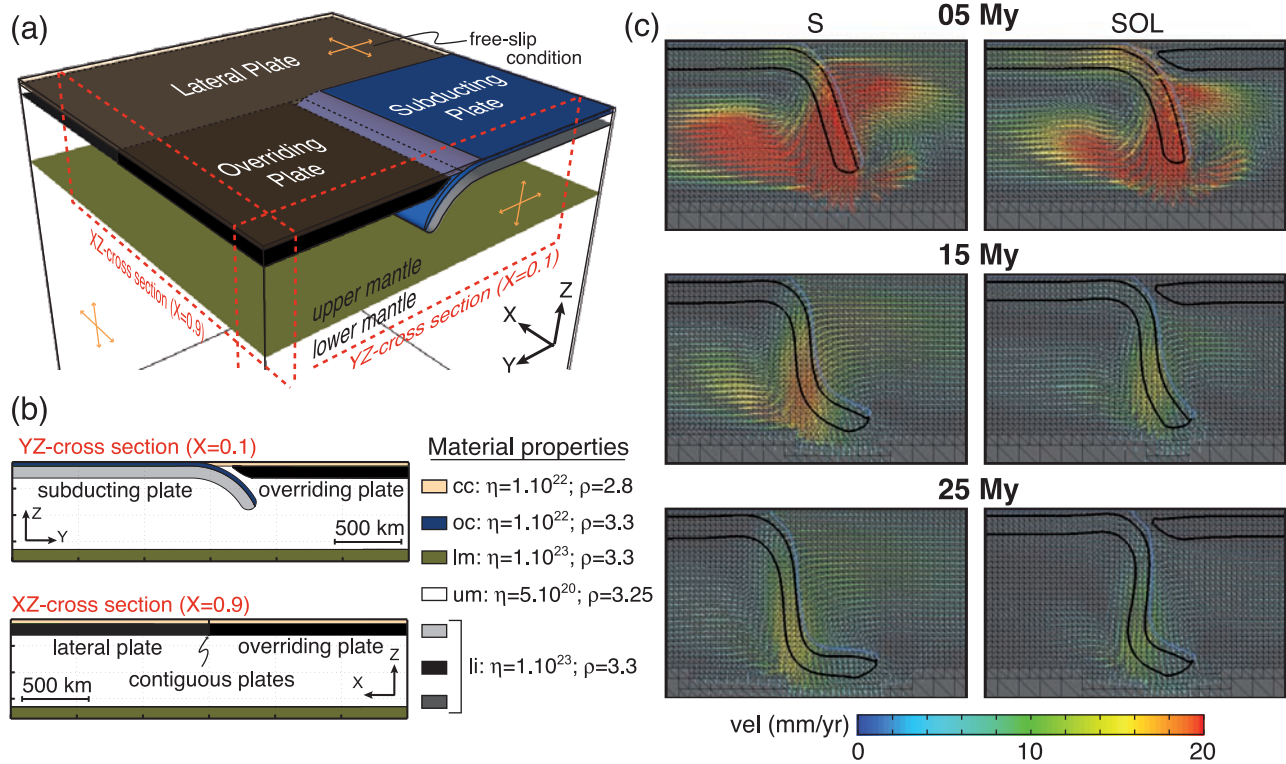 (a)
free-slip
condition
Lateral Plate
Subducting
Plate
Overriding
Plate
XZ-cross section (X=0.9)
upper mantle
lower mantle
YZ-cross section (X=0.1)
Z
X
Y
(b)
YZ-cross section (X=0.1)
subducting plate
overriding plate
Z
Y
500 km
XZ-cross section (X=0.9)
lateral plate
overriding plate
contiguous plates
500 km
Z
X
Material properties
cc: η=1.10²²; ρ=2.8
oc: η=1.10²²; ρ=3.3
lm: η=1.10²³; ρ=3.3
um: η=5.10²⁰; ρ=3.25
li: η=1.10²³; ρ=3.3
(c)
S
05 My
SOL
15 My
25 My
vel (mm/yr)
0
10
20